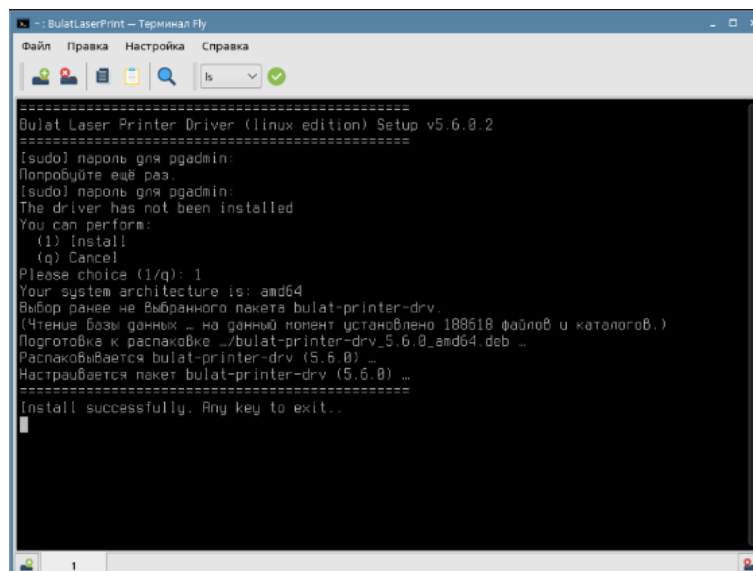 ~ : BulatLaserPrint — Терминал Fly
Файл Правка Настройка Справка
ls
===============================================
Bulat Laser Printer Driver (linux edition) Setup v5.6.0.2
===============================================
[sudo] пароль для pgadmin:
Попробуйте ещё раз.
[sudo] пароль для pgadmin:
The driver has not been installed
You can perform:
(1) Install
(q) Cancel
Please choice (1/q): 1
Your system architecture is: amd64
Выбор ранее не выбранного пакета bulat-printer-drv.
(Чтение базы данных … на данный момент установлено 188618 файлов и каталогов.)
Подготовка к распаковке …/bulat-printer-drv_5.6.0_amd64.deb …
Распаковывается bulat-printer-drv (5.6.0) …
Настраивается пакет bulat-printer-drv (5.6.0) …
===============================================
Install successfully. Any key to exit..
1